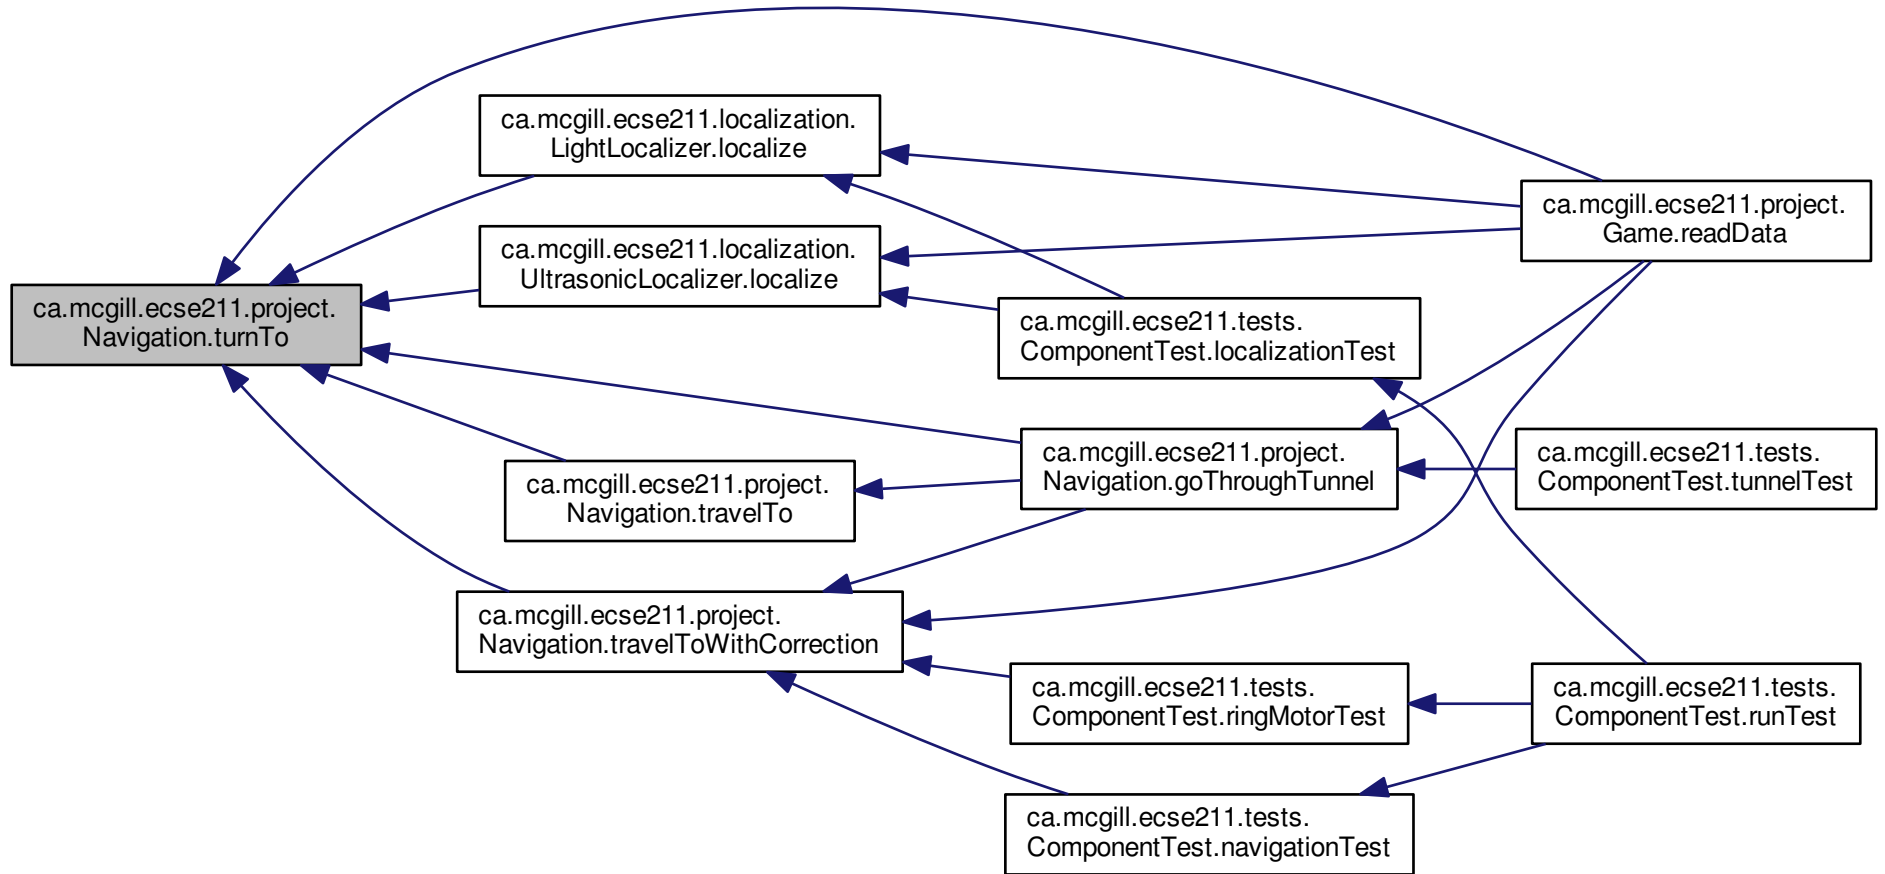 ca.mcgill.ecse211.project.
Navigation.turnTo
ca.mcgill.ecse211.localization.
LightLocalizer.localize
ca.mcgill.ecse211.localization.
UltrasonicLocalizer.localize
ca.mcgill.ecse211.project.
Navigation.travelTo
ca.mcgill.ecse211.project.
Navigation.travelToWithCorrection
ca.mcgill.ecse211.tests.
ComponentTest.localizationTest
ca.mcgill.ecse211.project.
Navigation.goThroughTunnel
ca.mcgill.ecse211.tests.
ComponentTest.ringMotorTest
ca.mcgill.ecse211.tests.
ComponentTest.navigationTest
ca.mcgill.ecse211.project.
Game.readData
ca.mcgill.ecse211.tests.
ComponentTest.tunnelTest
ca.mcgill.ecse211.tests.
ComponentTest.runTest